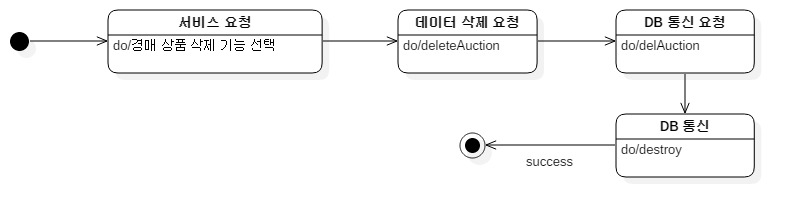 서비스 요청
do/경매 상품 삭제 기능 선택
데이터 삭제 요청
do/deleteAuction
DB 통신 요청
do/delAuction
DB 통신
do/destroy
success